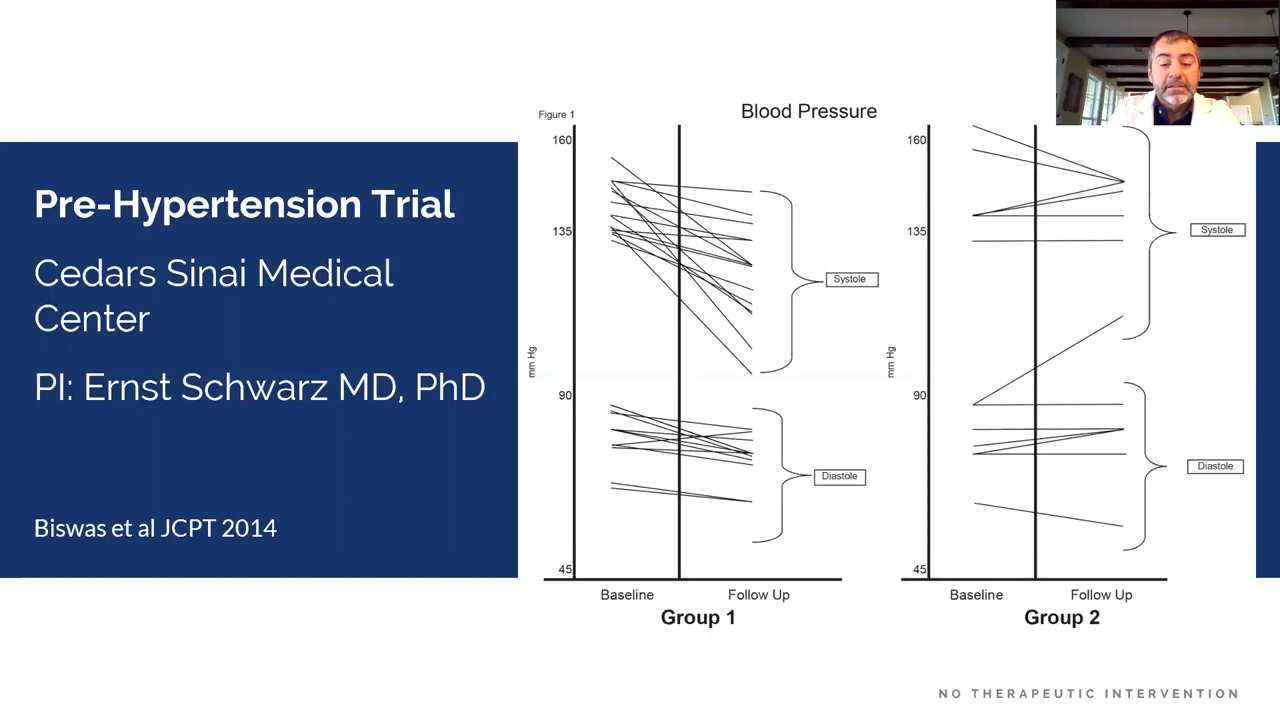 Pre-Hypertension Trial
Cedars Sinai Medical
Center
PI: Ernst Schwarz MD, PhD
Biswas et al JCPT 2014
Figure 1
Blood Pressure
160
135
90
45
mm Hg
Systole
Diastole
Baseline
Follow Up
Group 1
160
135
90
45
mm Hg
Systole
Diastole
Baseline
Follow Up
Group 2
NO THERAPEUTIC INTERVENTION